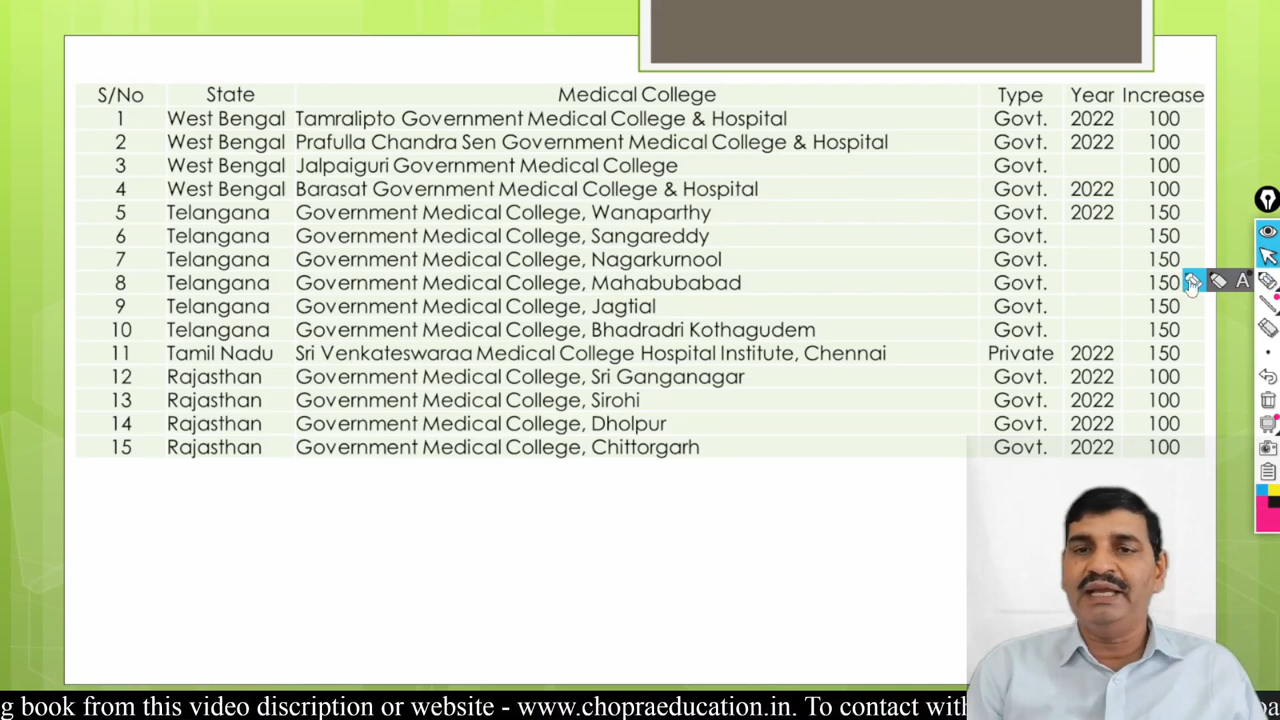 S/No State Medical College Type Year Increase
1 West Bengal Tamralipto Government Medical College & Hospital Govt. 2022 100
2 West Bengal Prafulla Chandra Sen Government Medical College & Hospital Govt. 2022 100
3 West Bengal Jalpaiguri Government Medical College Govt. 100
4 West Bengal Barasat Government Medical College & Hospital Govt. 2022 100
5 Telangana Government Medical College, Wanaparthy Govt. 2022 150
6 Telangana Government Medical College, Sangareddy Govt. 150
7 Telangana Government Medical College, Nagarkurnool Govt. 150
8 Telangana Government Medical College, Mahabubabad Govt. 150
9 Telangana Government Medical College, Jagtial Govt. 150
10 Telangana Government Medical College, Bhadradri Kothagudem Govt. 150
11 Tamil Nadu Sri Venkateswaraa Medical College Hospital Institute, Chennai Private 2022 150
12 Rajasthan Government Medical College, Sri Ganganagar Govt. 2022 100
13 Rajasthan Government Medical College, Sirohi Govt. 2022 100
14 Rajasthan Government Medical College, Dholpur Govt. 2022 100
15 Rajasthan Government Medical College, Chittorgarh Govt. 2022 100
A
g book from this video discription or website - www.chopraeducation.in. To contact with